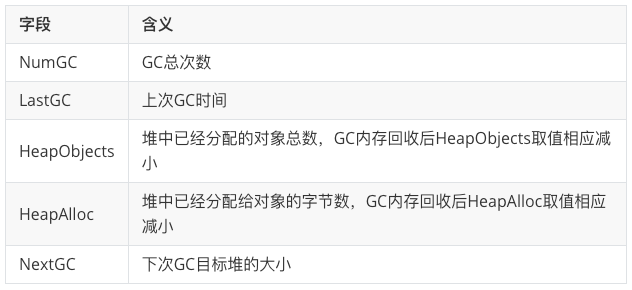 字段 含义
NumGC GC总次数
LastGC 上次GC时间
HeapObjects 堆中已经分配的对象总数，GC内存回收后HeapObjects取值相应减
小
HeapAlloc 堆中已经分配给对象的字节数，GC内存回收后HeapAlloc取值相应
减小
NextGC 下次GC目标堆的大小